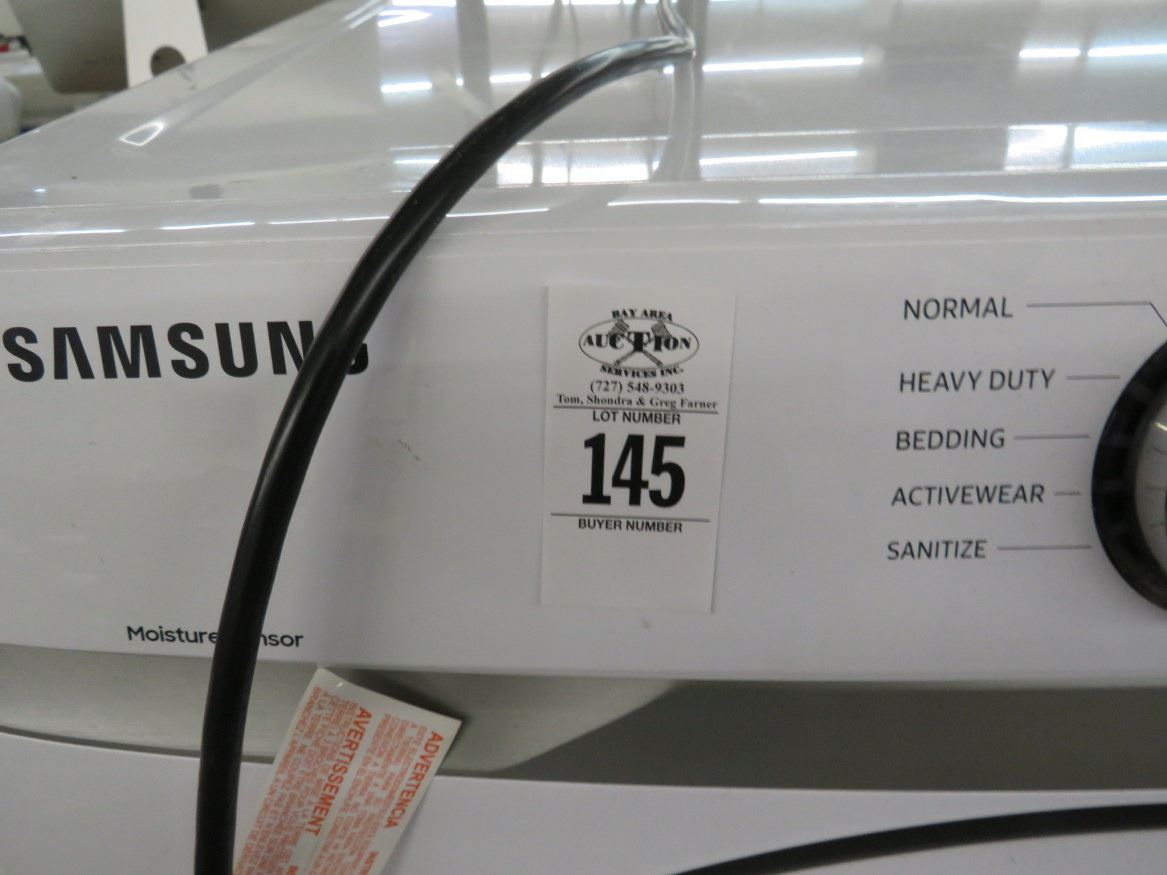 SAMSUNG
BAY AREA
AUCTION
SERVICES INC.
(727) 548-9303
Tom, Shondra & Greg Farner
LOT NUMBER
145
BUYER NUMBER
NORMAL
HEAVY DUTY
BEDDING
ACTIVEWEAR
SANITIZE
Moisture Sensor
ADVERTENCIA
AVERTISSEMENT